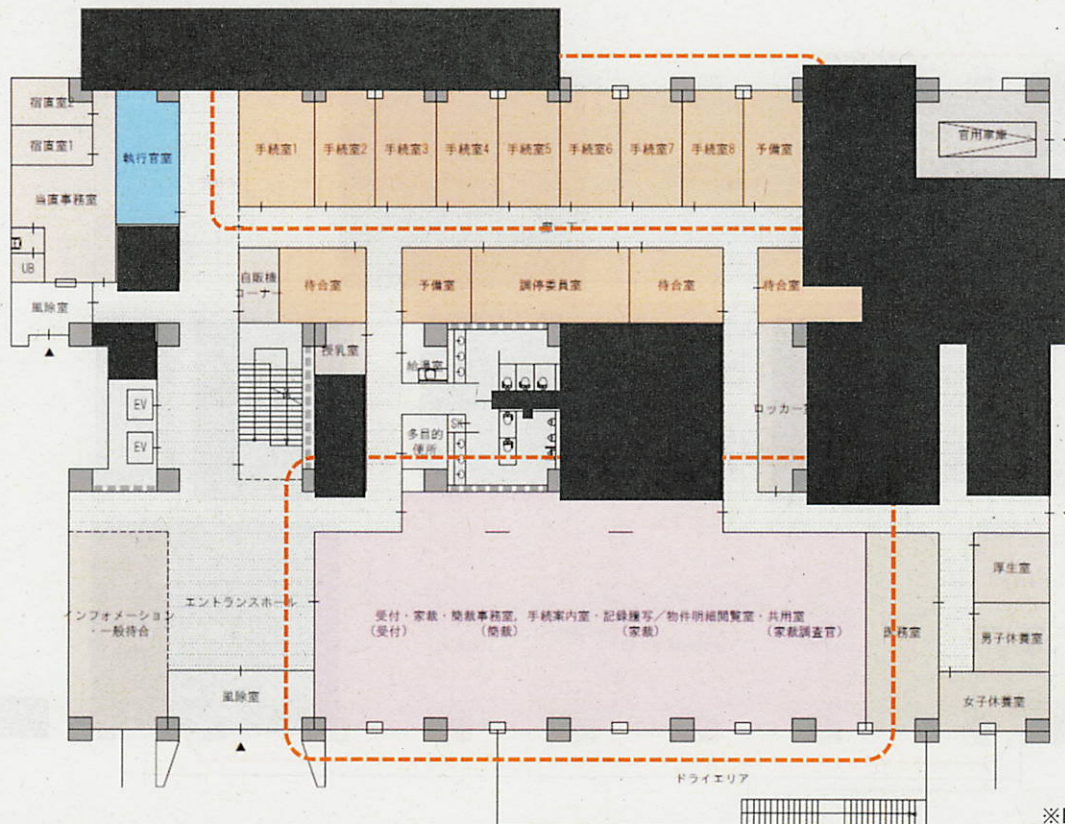 宿直室2
宿直室1
執行官室
当直事務室
UB
風除室
手続室1
手続室2
手続室3
手続室4
手続室5
手続室6
手続室7
手続室8
予備室
官用車庫
廊下
自販機
コーナー
待合室
予備室
調停委員室
待合室
待合室
授乳室
給湯室
EV
EV
多目的
便所
SK
ロッカー室
インフォメーション
・一般待合
エントランスホール
受付・家裁・簡裁事務室，手続案内室・記録謄写／物件明細閲覧室・共用室
(受付) (簡裁) (家裁) (家裁調査官)
医務室
厚生室
男子休養室
女子休養室
風除室
ドライエリア